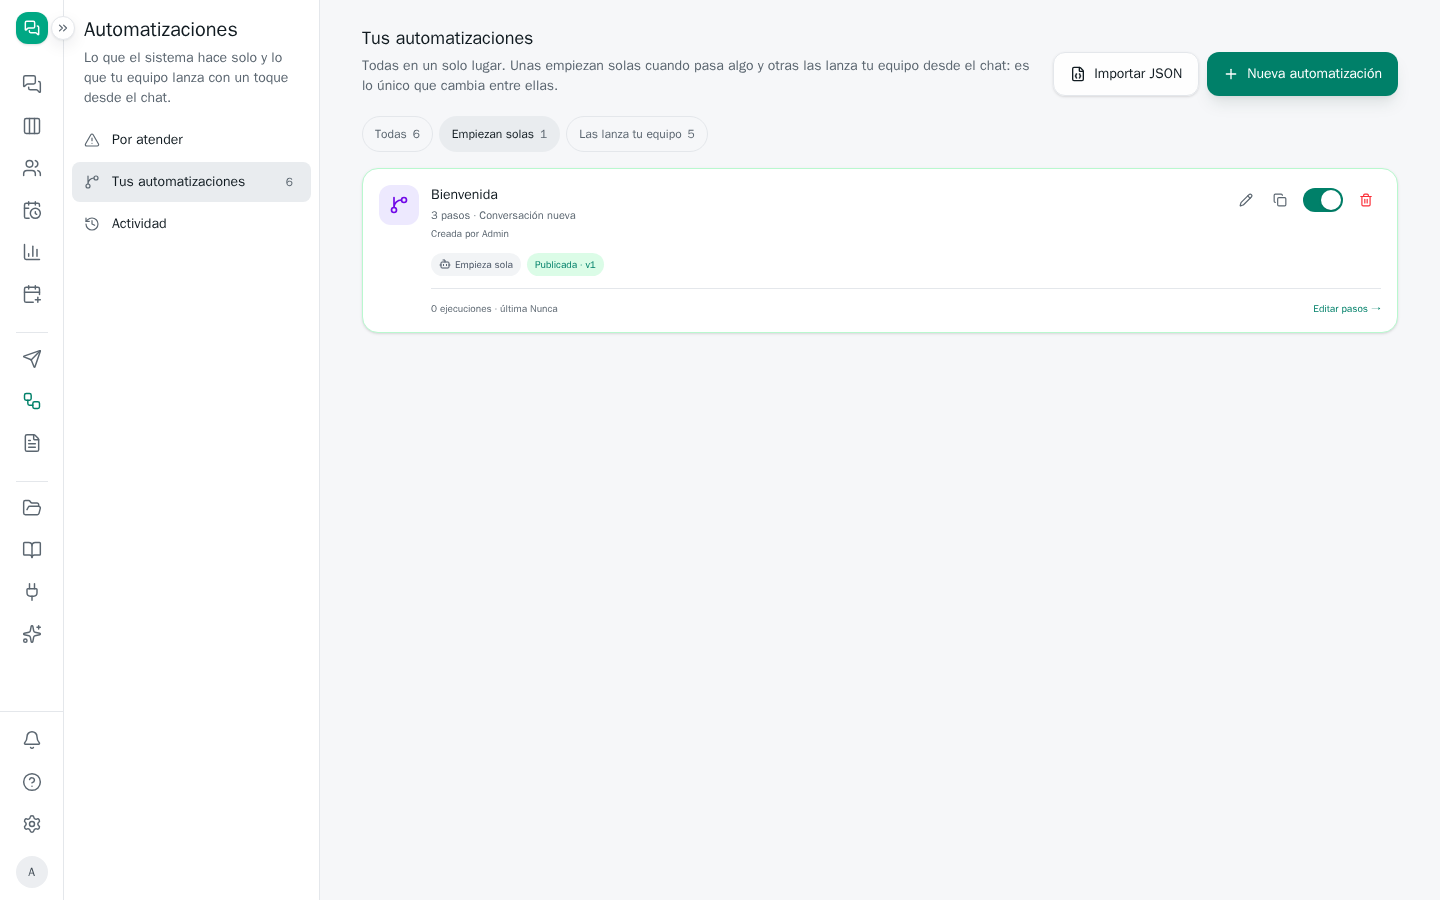 Automatizaciones
Lo que el sistema hace solo y lo
que tu equipo lanza con un toque
desde el chat.
Por atender
Tus automatizaciones 6
Actividad
A
Tus automatizaciones
Todas en un solo lugar. Unas empiezan solas cuando pasa algo y otras las lanza tu equipo desde el chat: es
lo único que cambia entre ellas.
Importar JSON
Nueva automatización
Todas 6
Empiezan solas 1
Las lanza tu equipo 5
Bienvenida
3 pasos · Conversación nueva
Creada por Admin
Empieza sola
Publicada · v1
0 ejecuciones · última Nunca
Editar pasos →